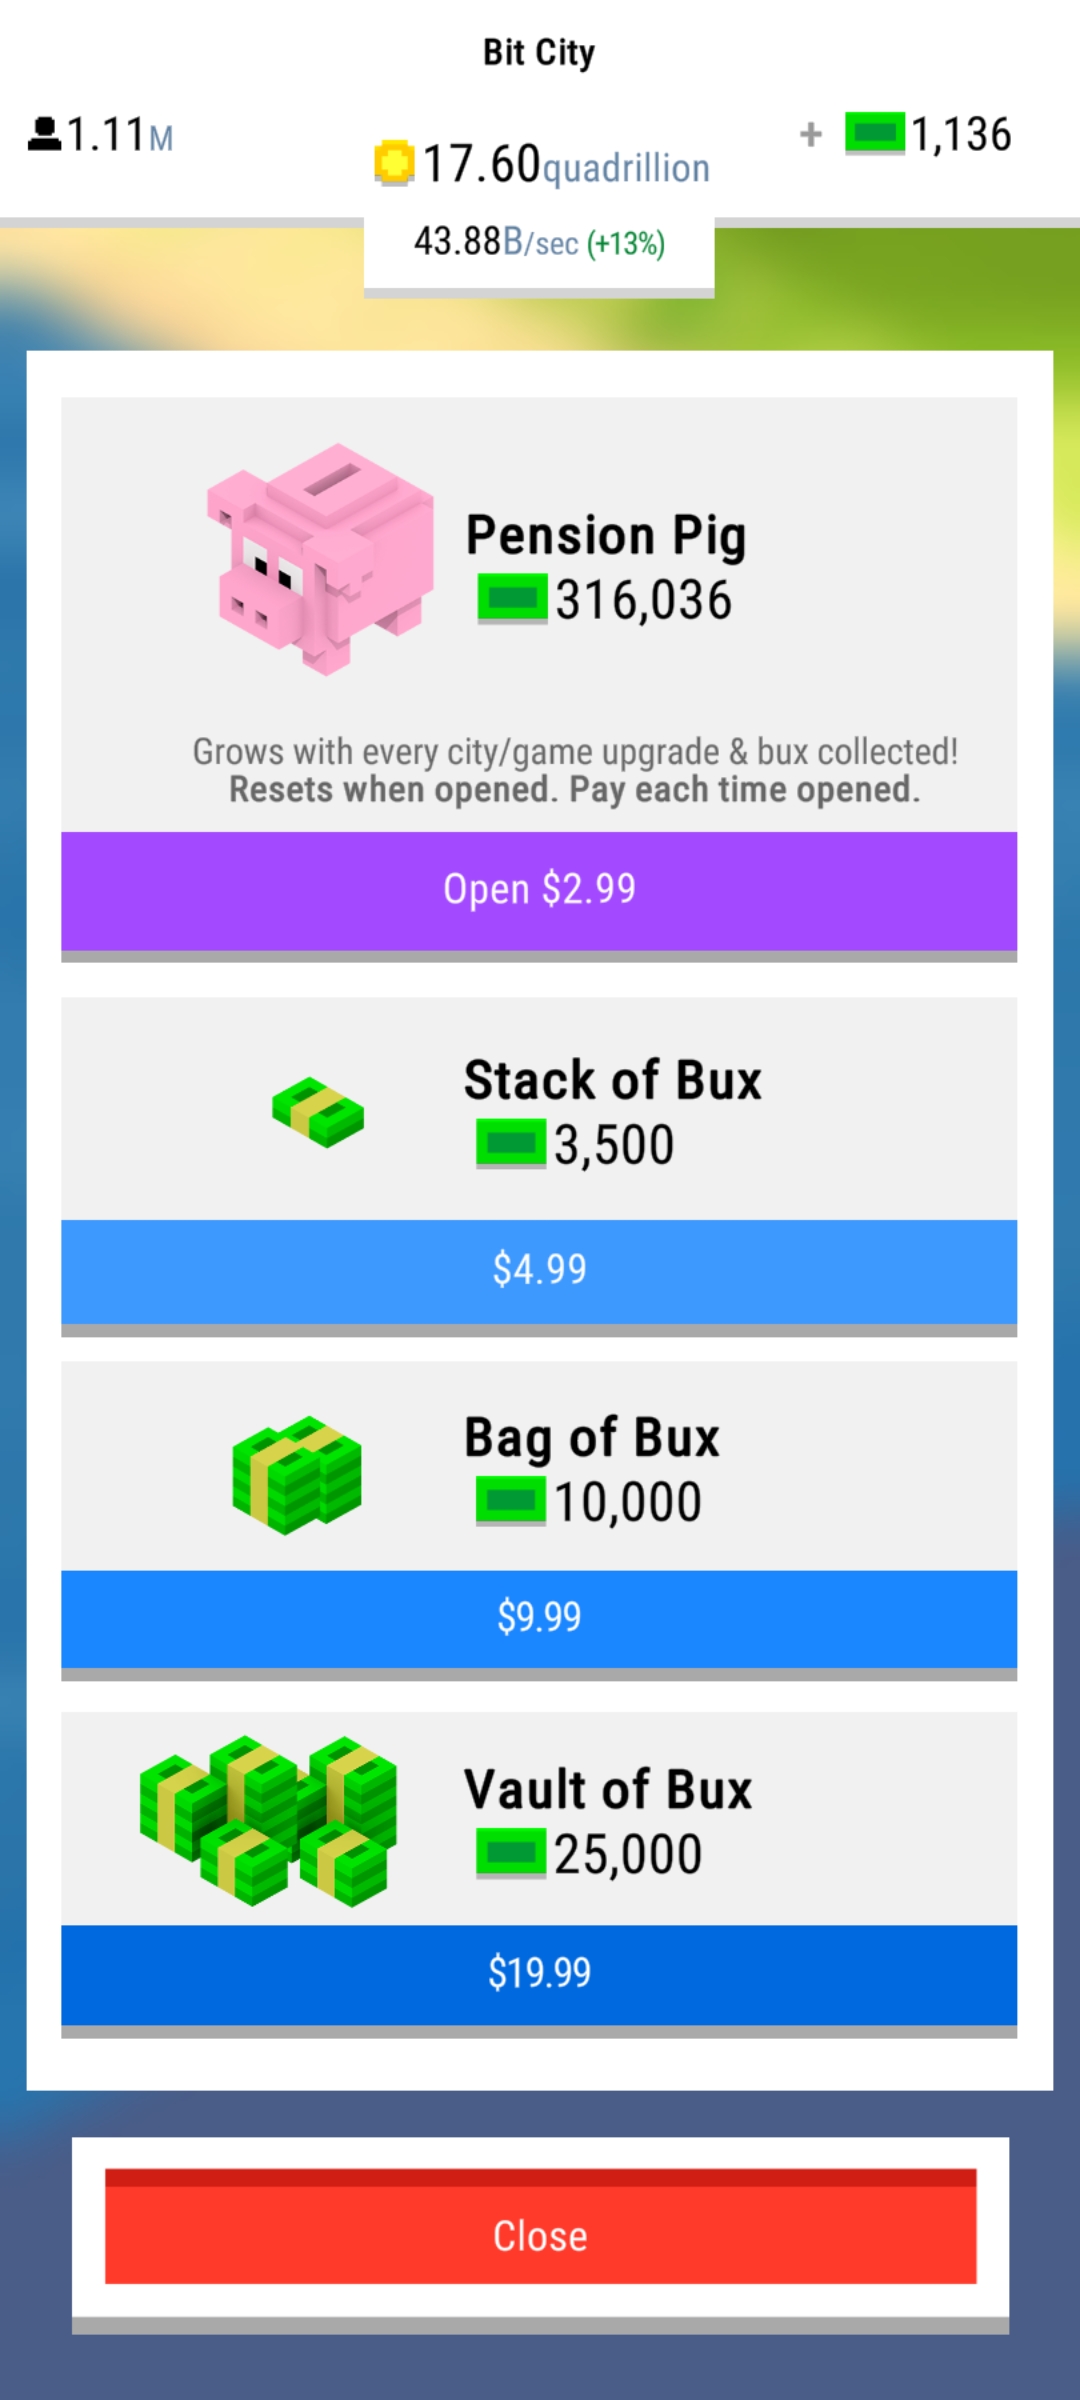 Bit City
1.11M
17.60quadrillion
+ 1,136
43.88B/sec (+13%)
Pension Pig
316,036
Grows with every city/game upgrade & bux collected!
Resets when opened. Pay each time opened.
Open $2.99
Stack of Bux
3,500
$4.99
Bag of Bux
10,000
$9.99
Vault of Bux
25,000
$19.99
Close